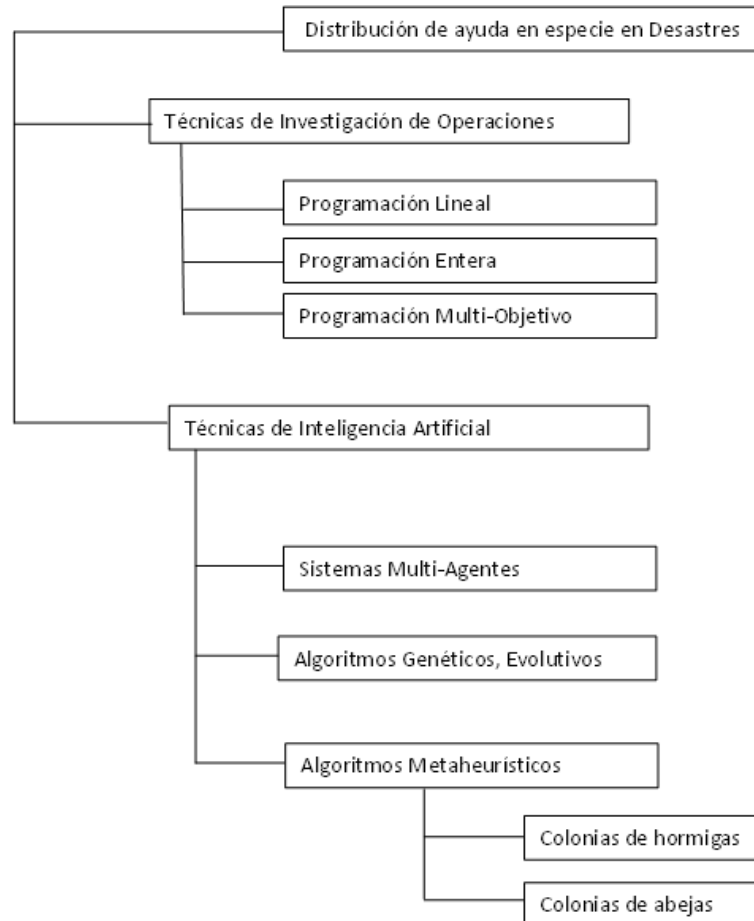 Distribución de ayuda en especie en Desastres
Técnicas de Investigación de Operaciones
Programación Lineal
Programación Entera
Programación Multi-Objetivo
Técnicas de Inteligencia Artificial
Sistemas Multi-Agentes
Algoritmos Genéticos, Evolutivos
Algoritmos Metaheurísticos
Colonias de hormigas
Colonias de abejas